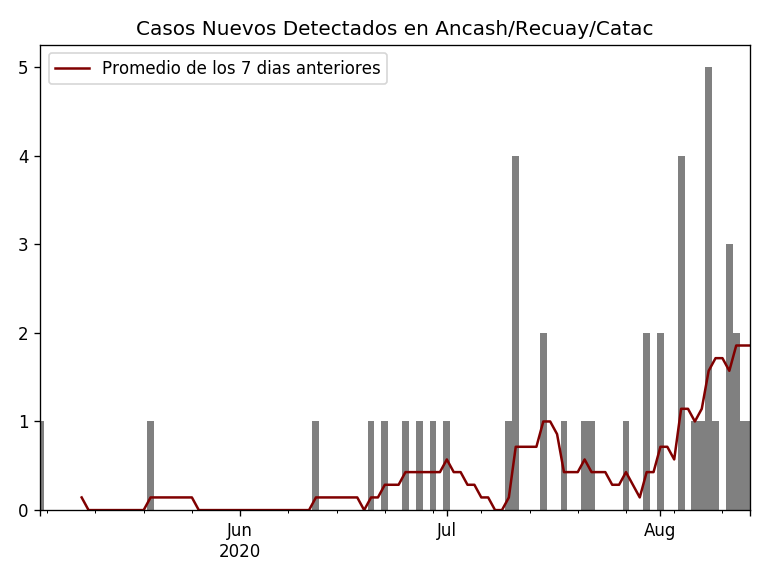 Casos Nuevos Detectados en Ancash/Recuay/Catac
Promedio de los 7 dias anteriores
5
4
3
2
1
0
Jun
2020
Jul
Aug